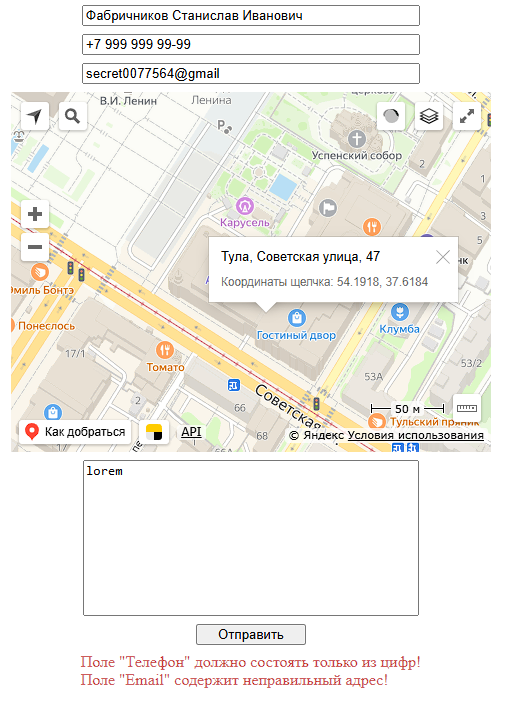 Фабричников Станислав Иванович
+7 999 999 99-99
secret0077564@gmail
В.И. Ленин
Ленина
Успенский собор
2
2
1
Карусель
Тула, Советская улица, 47
Координаты щелчка: 54.1918, 37.6184
Эмиль Бонтэ
Понеслось
Гостиный двор
Клумба
17/1
Томато
53А
53/2
66
68
Советская
50 м
Тульский пряник
Как добраться
API
© Яндекс Условия использования
lorem
Отправить
Поле "Телефон" должно состоять только из цифр!
Поле "Email" содержит неправильный адрес!